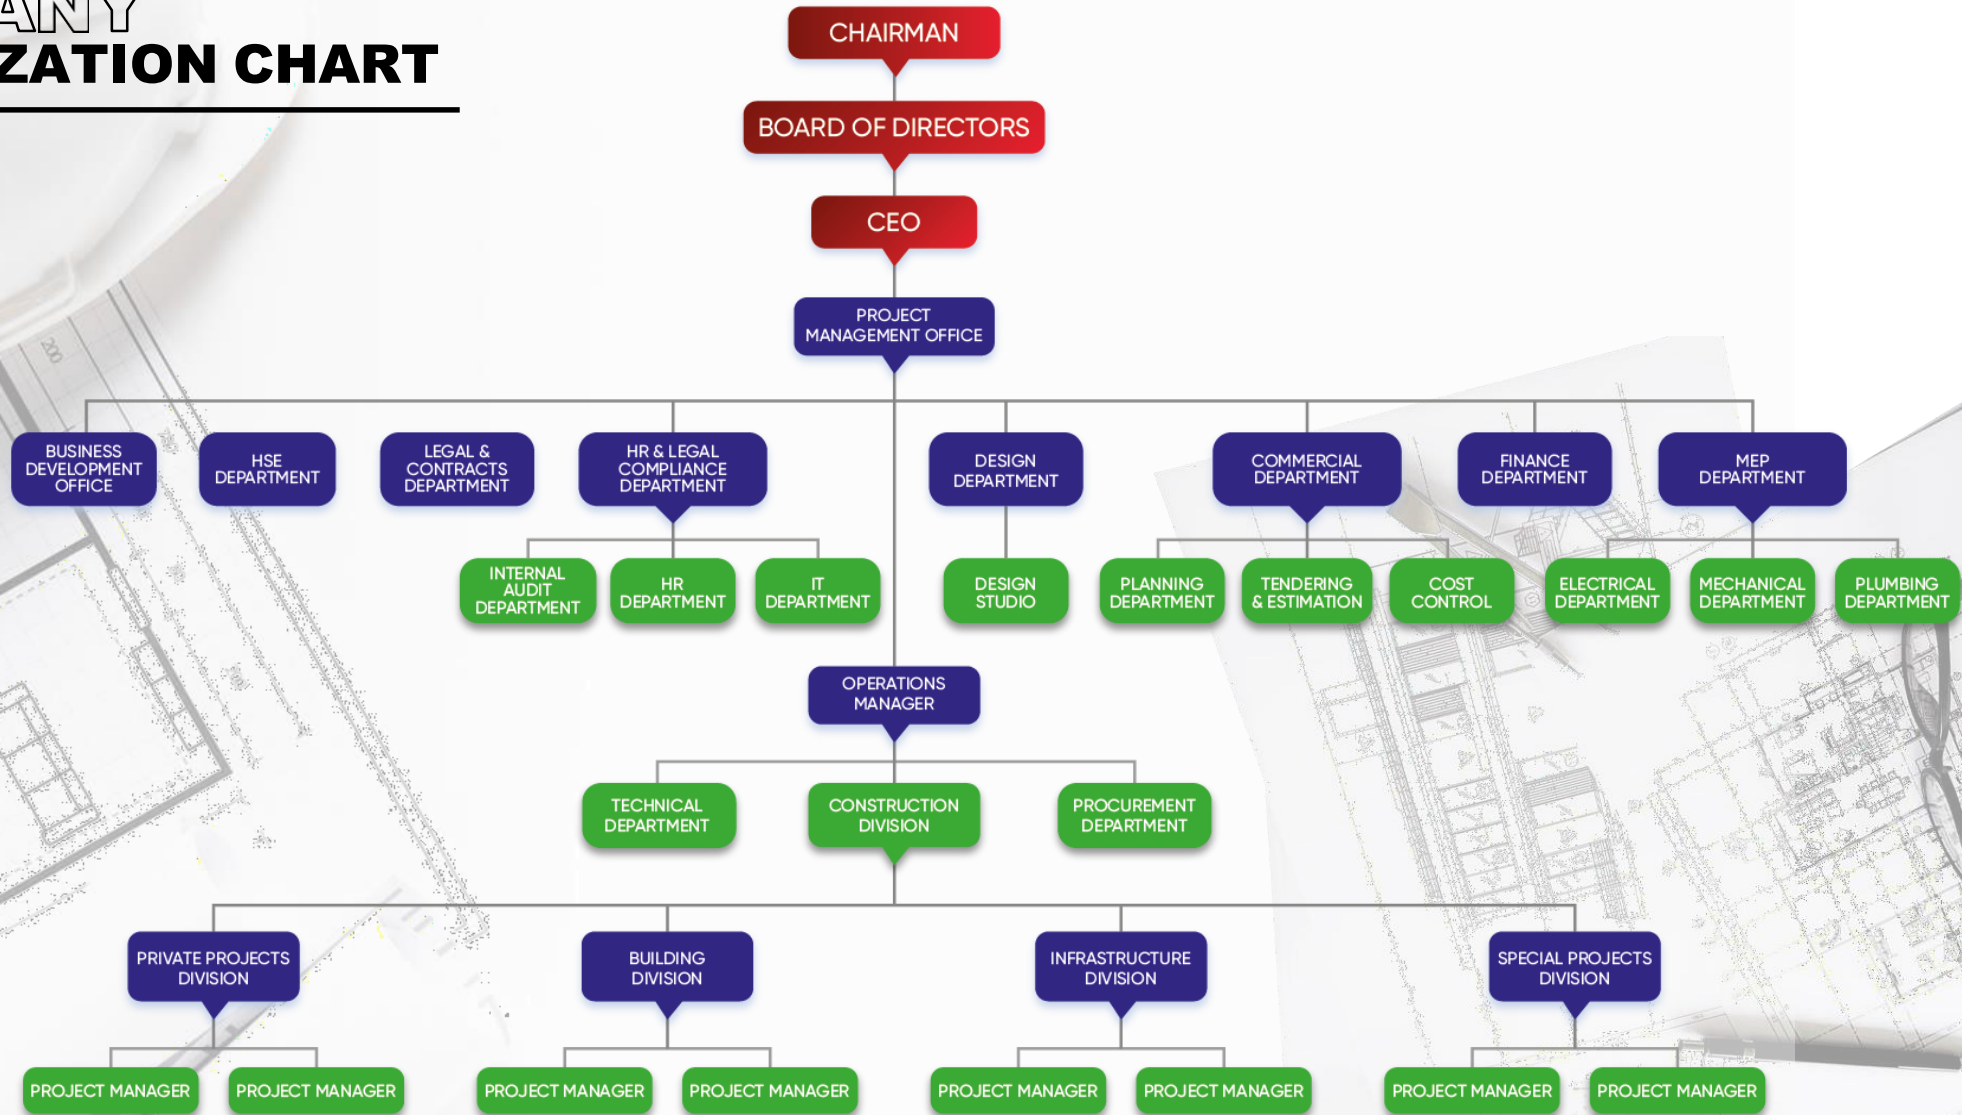 ANY
ZATION CHART
CHAIRMAN
BOARD OF DIRECTORS
CEO
PROJECT
MANAGEMENT OFFICE
BUSINESS
DEVELOPMENT
OFFICE
HSE
DEPARTMENT
LEGAL &
CONTRACTS
DEPARTMENT
HR & LEGAL
COMPLIANCE
DEPARTMENT
DESIGN
DEPARTMENT
COMMERCIAL
DEPARTMENT
FINANCE
DEPARTMENT
MEP
DEPARTMENT
INTERNAL
AUDIT
DEPARTMENT
HR
DEPARTMENT
IT
DEPARTMENT
DESIGN
STUDIO
PLANNING
DEPARTMENT
TENDERING
& ESTIMATION
COST
CONTROL
ELECTRICAL
DEPARTMENT
MECHANICAL
DEPARTMENT
PLUMBING
DEPARTMENT
OPERATIONS
MANAGER
TECHNICAL
DEPARTMENT
CONSTRUCTION
DIVISION
PROCUREMENT
DEPARTMENT
PRIVATE PROJECTS
DIVISION
BUILDING
DIVISION
INFRASTRUCTURE
DIVISION
SPECIAL PROJECTS
DIVISION
PROJECT MANAGER
PROJECT MANAGER
PROJECT MANAGER
PROJECT MANAGER
PROJECT MANAGER
PROJECT MANAGER
PROJECT MANAGER
PROJECT MANAGER
200